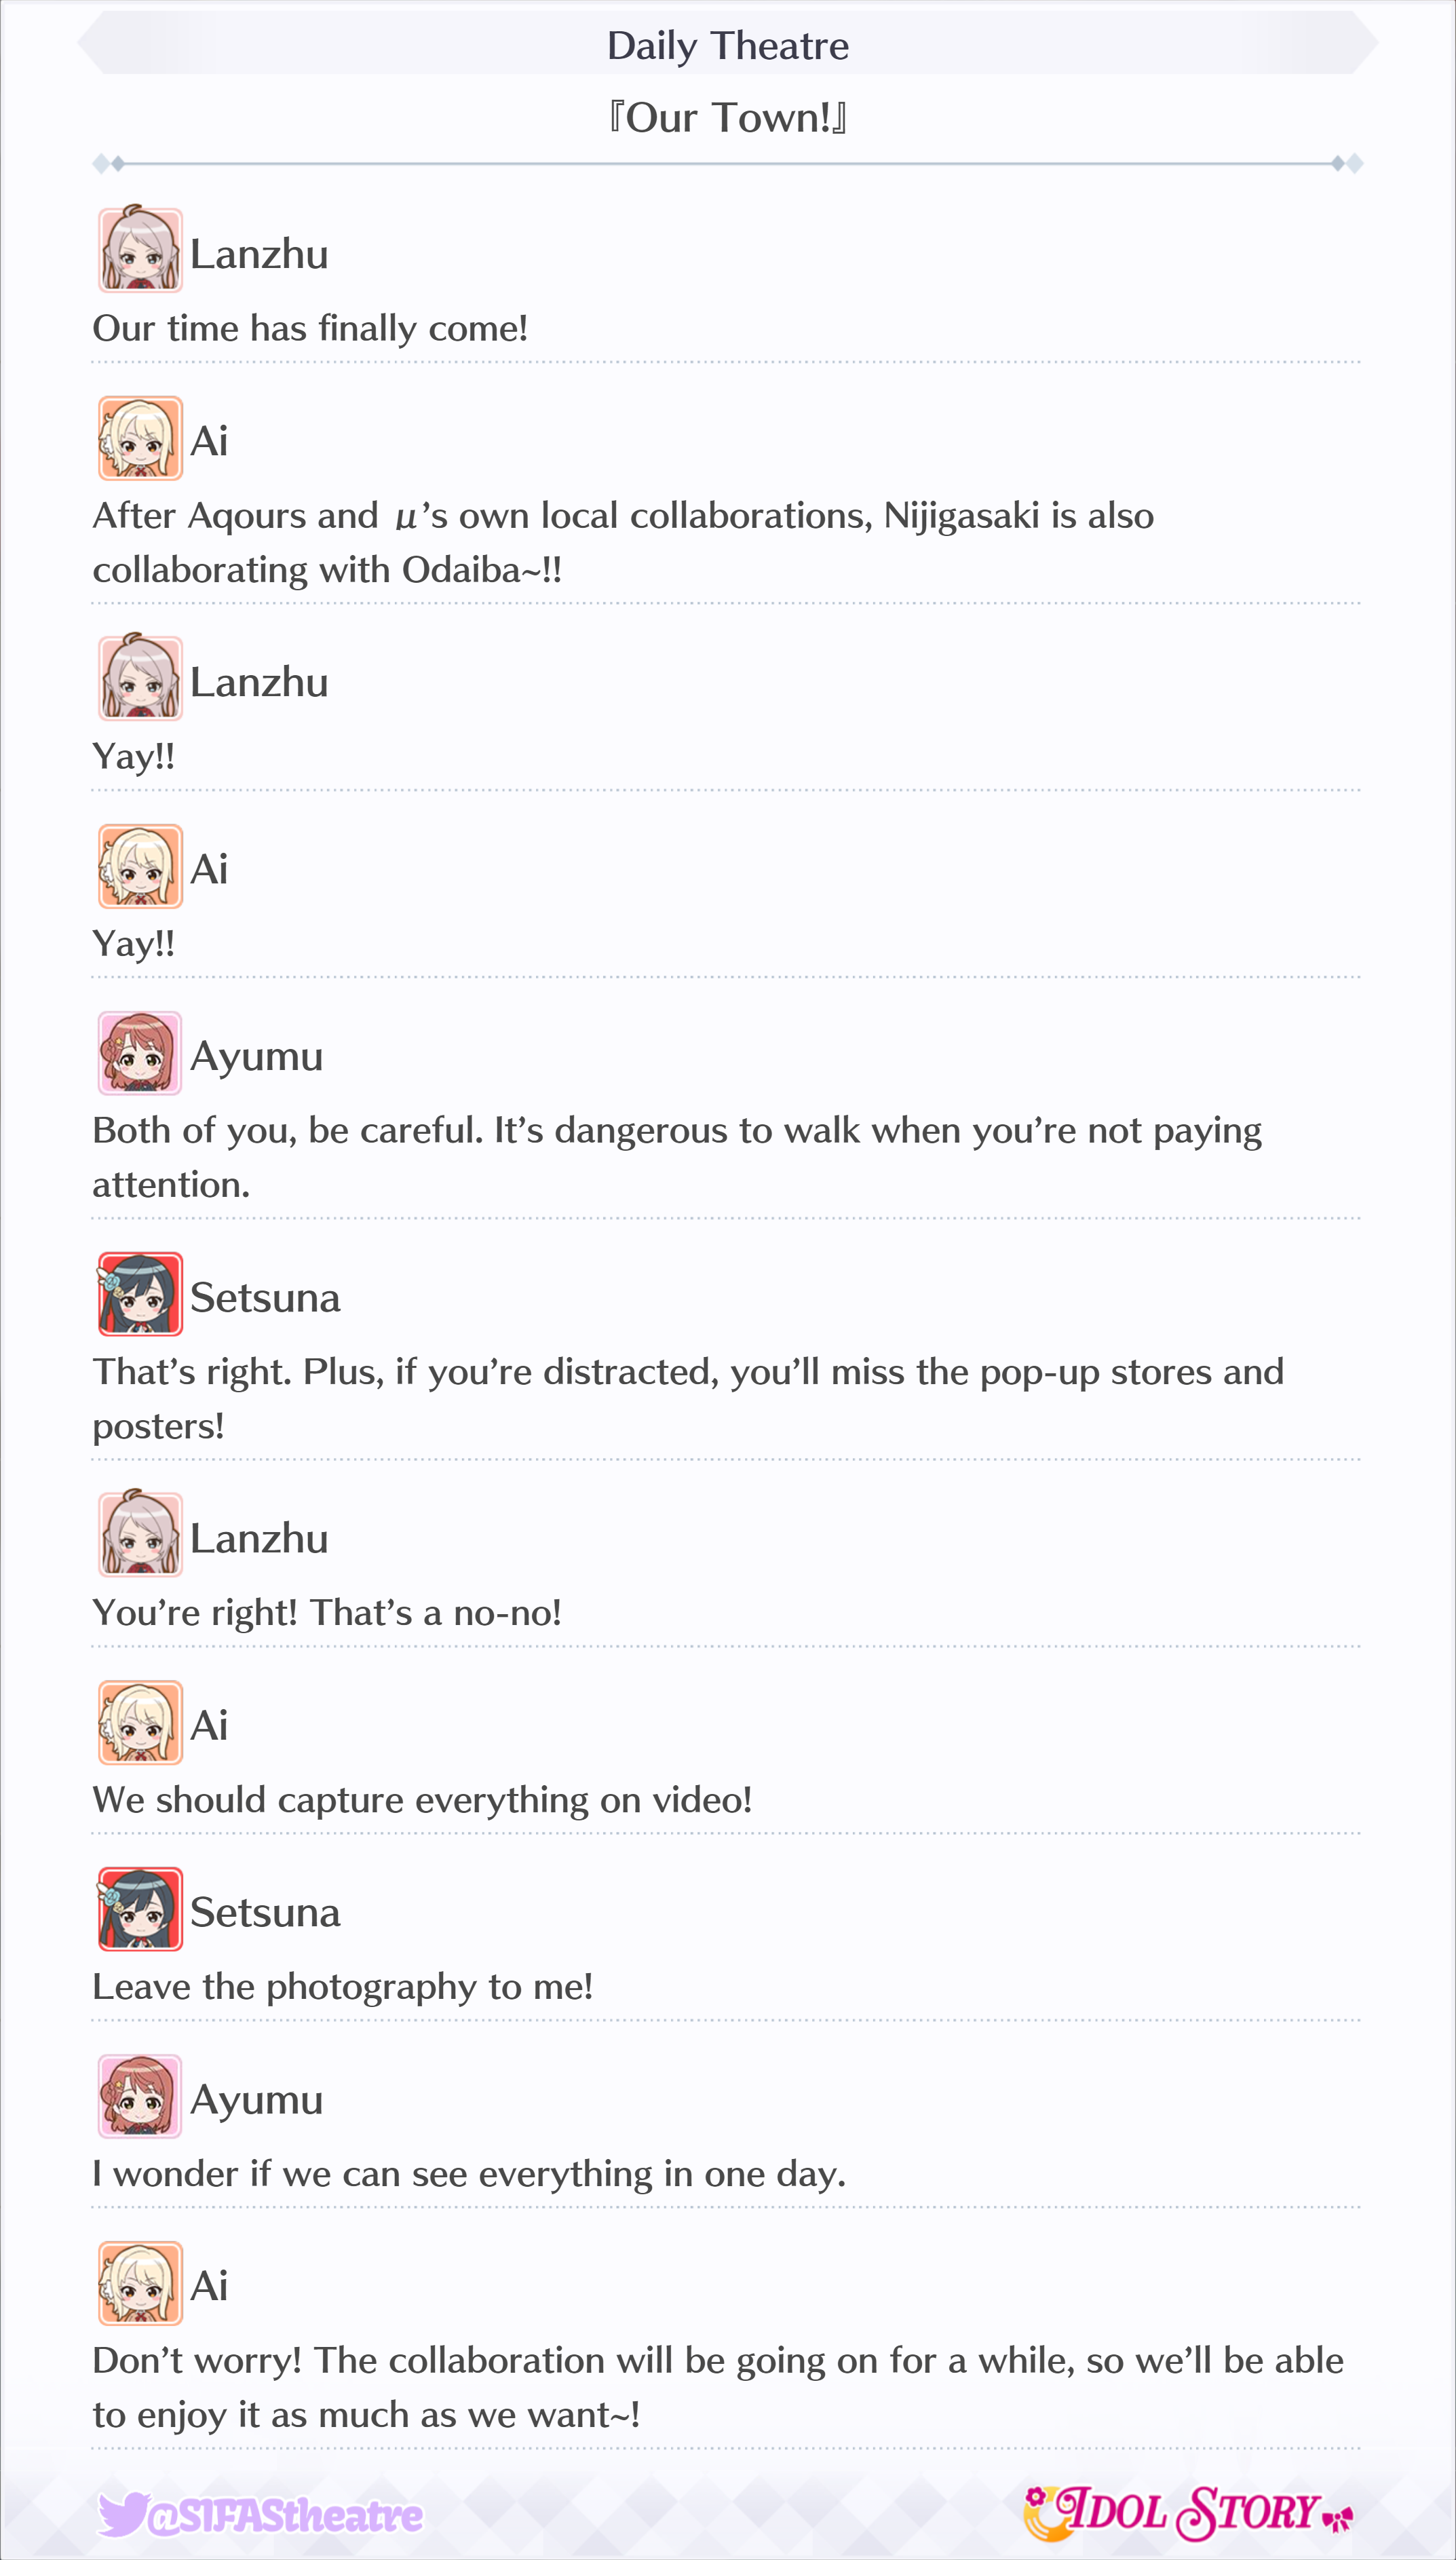 Daily Theatre
『Our Town!』
Lanzhu
Our time has finally come!
Ai
After Aqours and μ’s own local collaborations, Nijigasaki is also
collaborating with Odaiba~!!
Lanzhu
Yay!!
Ai
Yay!!
Ayumu
Both of you, be careful. It’s dangerous to walk when you’re not paying
attention.
Setsuna
That’s right. Plus, if you’re distracted, you’ll miss the pop-up stores and
posters!
Lanzhu
You’re right! That’s a no-no!
Ai
We should capture everything on video!
Setsuna
Leave the photography to me!
Ayumu
I wonder if we can see everything in one day.
Ai
Don’t worry! The collaboration will be going on for a while, so we’ll be able
to enjoy it as much as we want~!
@SIFAStheatre
IDOL STORY